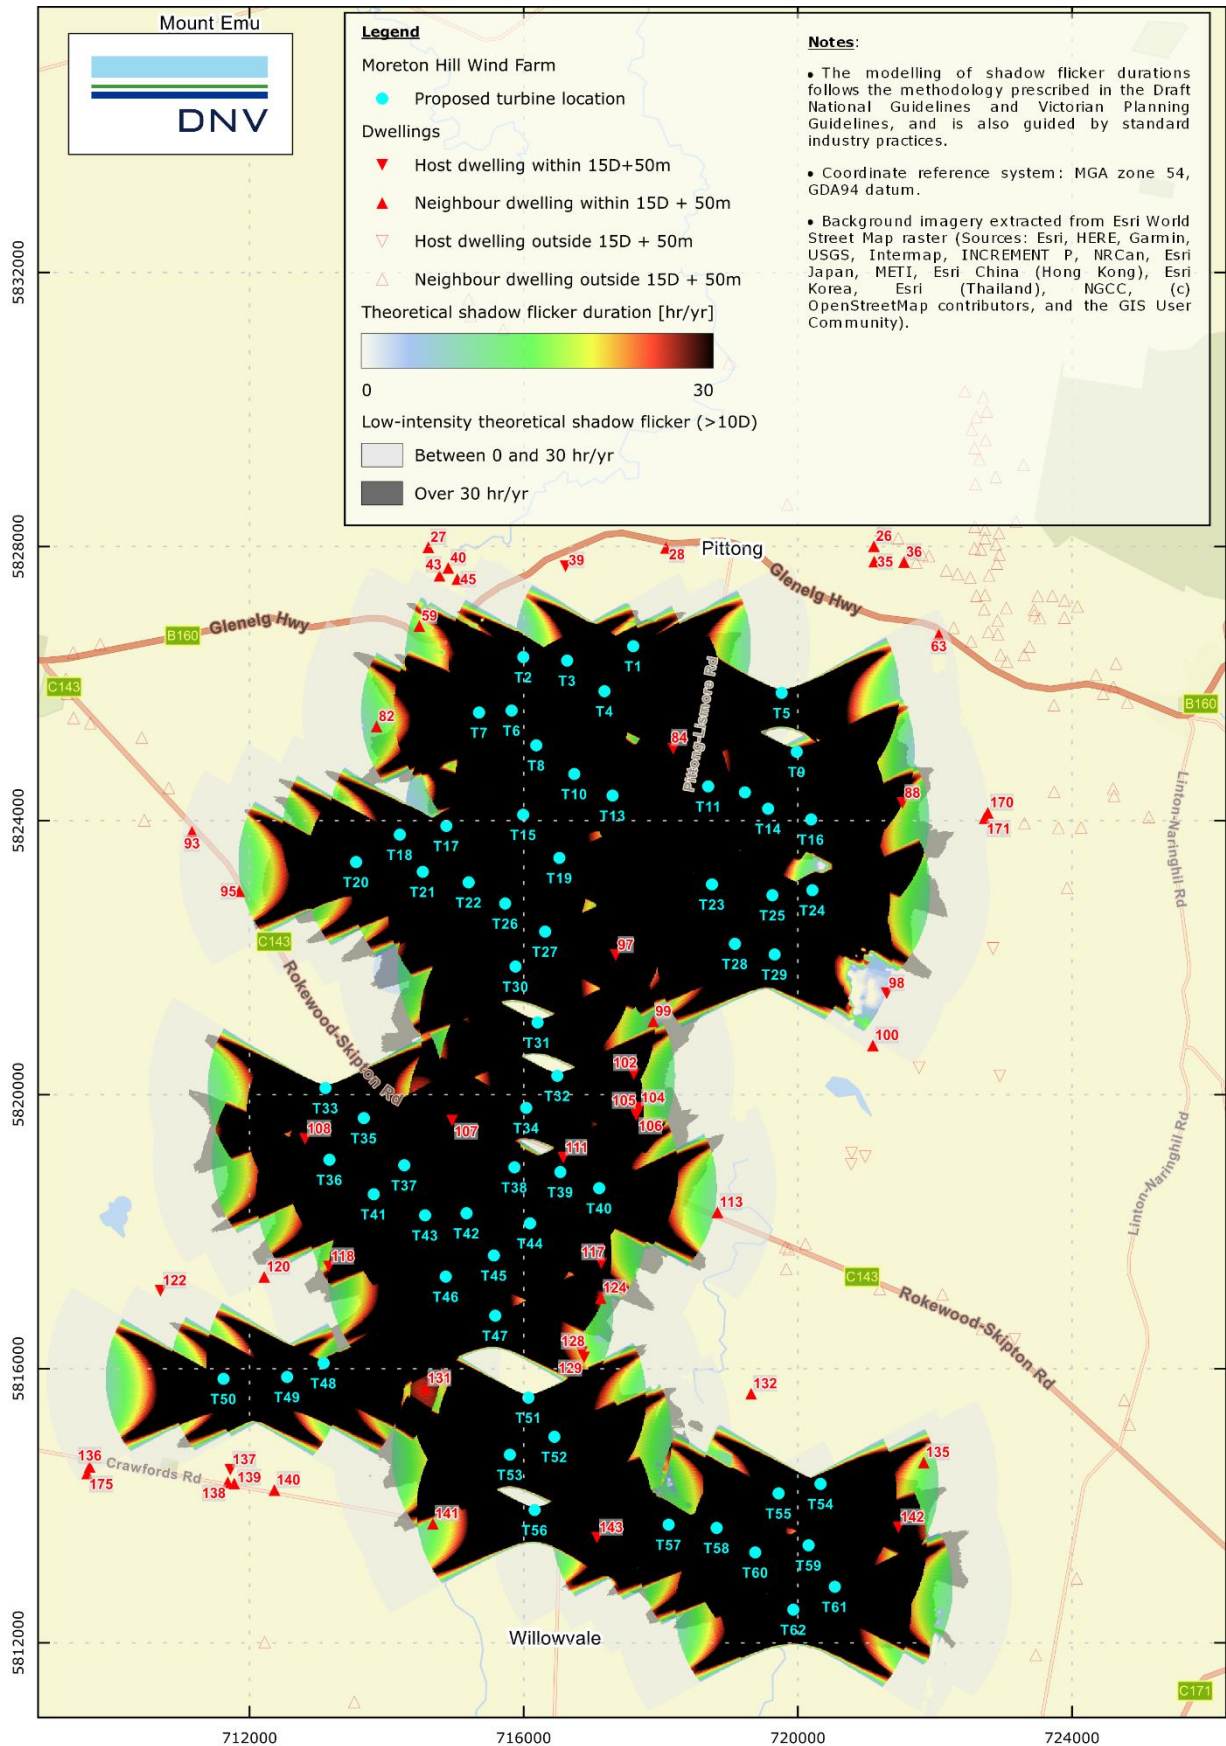 Mount Emu
DNV
Legend
Moreton Hill Wind Farm
Proposed turbine location
Dwellings
Host dwelling within 15D+50m
Neighbour dwelling within 15D + 50m
Host dwelling outside 15D + 50m
Neighbour dwelling outside 15D + 50m
Theoretical shadow flicker duration [hr/yr]
0
30
Low-intensity theoretical shadow flicker (>10D)
Between 0 and 30 hr/yr
Over 30 hr/yr
Notes:
• The modelling of shadow flicker durations
follows the methodology prescribed in the Draft
National Guidelines and Victorian Planning
Guidelines, and is also guided by standard
industry practices.
• Coordinate reference system: MGA zone 54,
GDA94 datum.
• Background imagery extracted from Esri World
Street Map raster (Sources: Esri, HERE, Garmin,
USGS, Intermap, INCREMENT P, NRCan, Esri
Japan, METI, Esri China (Hong Kong), Esri
Korea, Esri (Thailand), NGCC, (c)
OpenStreetMap contributors, and the GIS User
Community).
5832000
5828000
27
40
43
45
39
28
Pittong
26
35
36
Glenelg Hwy
59
B160
Glenelg Hwy
63
C143
T1
T2
T3
T4
T5
B160
82
T7
T6
84
Pittong-Lismore Rd
T8
T9
T10
T11
T13
T14
T16
88
170
171
Linton-Naringhil Rd
5824000
93
T15
T17
T18
T19
T20
T21
T22
T23
T24
T25
95
T26
T27
C143
97
T28
T29
T30
98
Rokewood-Skipton Rd
99
T31
100
102
T32
5820000
T33
105
104
106
T34
T35
107
108
111
T36
T37
T38
T39
T40
T41
T42
T43
T44
113
Linton-Naringhil Rd
117
118
T45
T46
120
122
124
C143
Rokewood-Skipton Rd
T47
128
129
5816000
T48
T49
T50
131
T51
132
T52
T53
135
136
175
Crawfords Rd
137
138
139
140
T54
T55
141
T56
143
T57
T58
142
T59
T60
T61
T62
Willowvale
5812000
C171
712000
716000
720000
724000